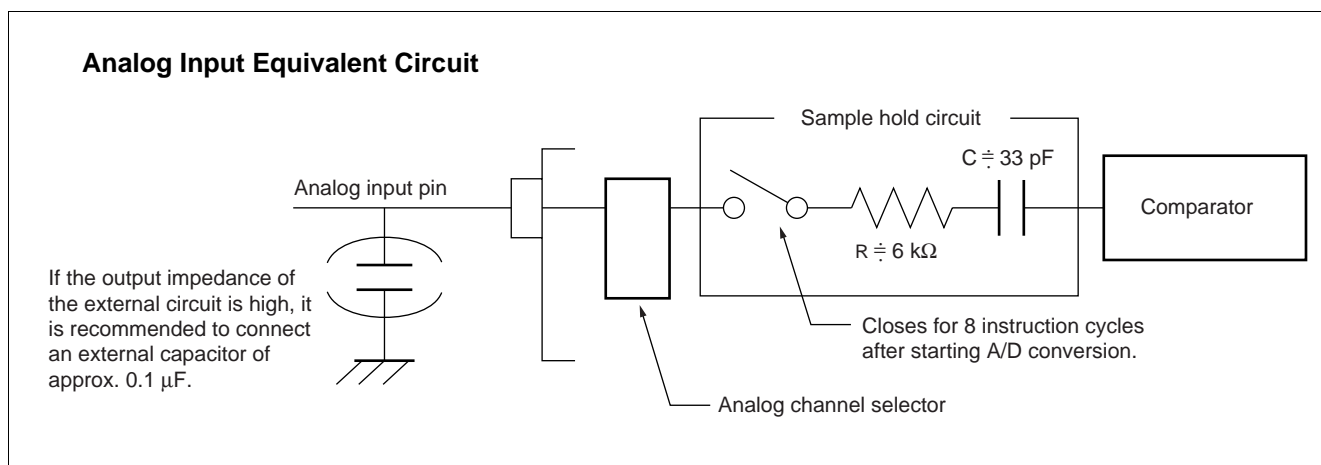 Analog Input Equivalent Circuit
Sample hold circuit
C ≒ 33 pF
Analog input pin
Comparator
R ≒ 6 kΩ
If the output impedance of
the external circuit is high, it
is recommended to connect
an external capacitor of
approx. 0.1 μF.
Closes for 8 instruction cycles
after starting A/D conversion.
Analog channel selector